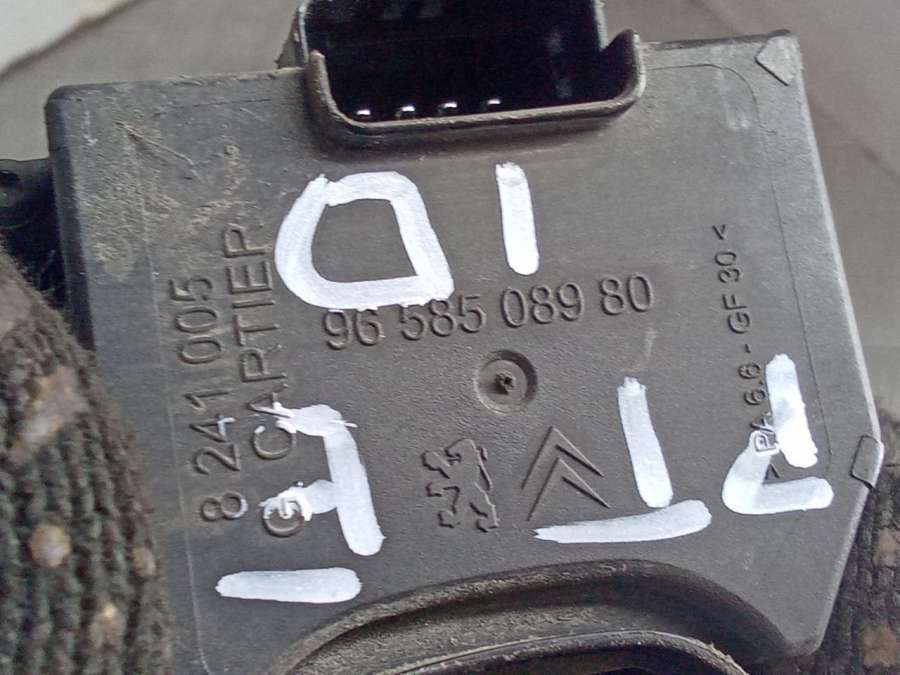 8 241 005
G. CARTIER
96 585 089 80
> PA 6.6 - GF 30 <